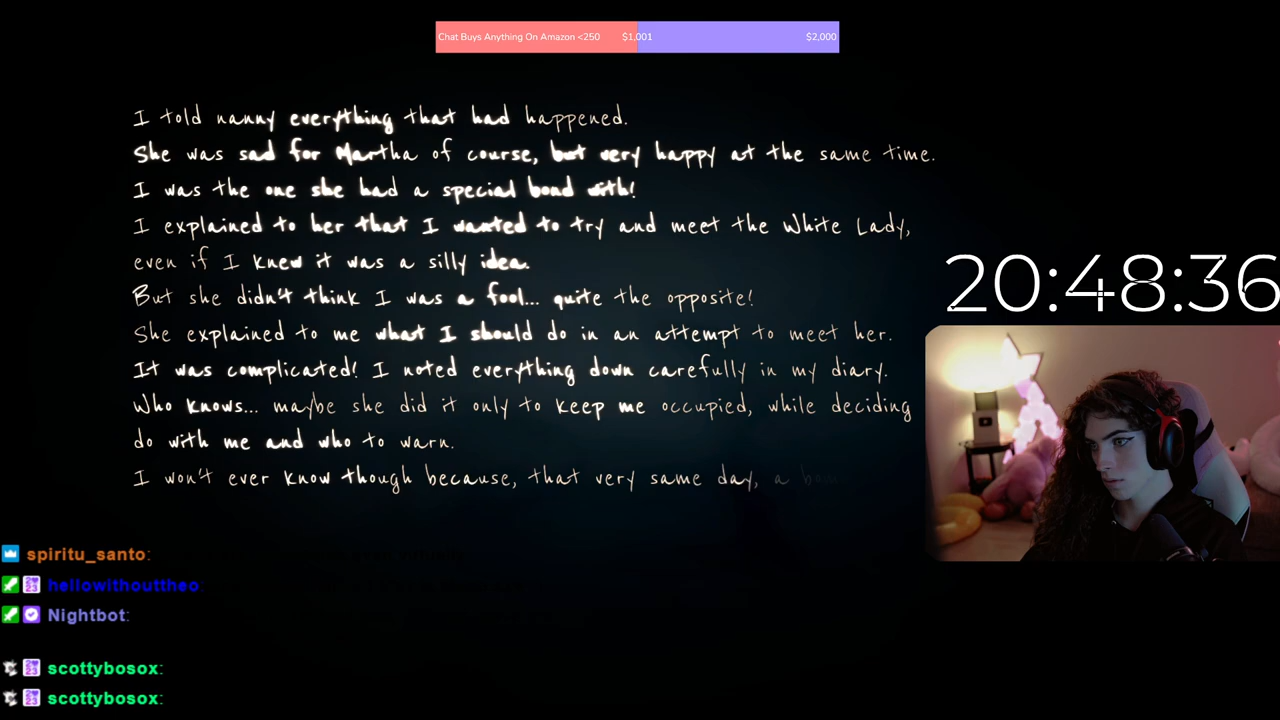 Chat Buys Anything On Amazon <250 $1,001 $2,000
I told nanny everything that had happened.
She was sad for Martha of course, but very happy at the same time.
I was the one she had a special bond with!
I explained to her that I wanted to try and meet the White Lady,
even if I knew it was a silly idea.
But she didn't think I was a fool... quite the opposite!
She explained to me what I should do in an attempt to meet her.
It was complicated! I noted everything down carefully in my diary.
Who knows... maybe she did it only to keep me occupied, while deciding
do with me and who to warn.
I won't ever know though because, that very same day, a
20:48:36
spiritu_santo:
hellowithouttheo:
Nightbot:
scottybosox:
scottybosox: